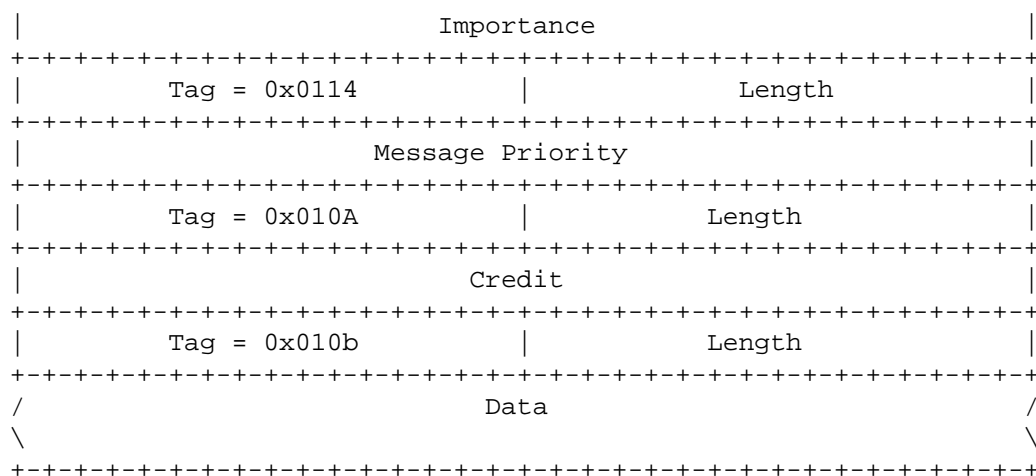 |                          Importance                           |
+-+-+-+-+-+-+-+-+-+-+-+-+-+-+-+-+-+-+-+-+-+-+-+-+-+-+-+-+-+-+-+-+
|         Tag = 0x0114          |             Length            |
+-+-+-+-+-+-+-+-+-+-+-+-+-+-+-+-+-+-+-+-+-+-+-+-+-+-+-+-+-+-+-+-+
|                      Message Priority                         |
+-+-+-+-+-+-+-+-+-+-+-+-+-+-+-+-+-+-+-+-+-+-+-+-+-+-+-+-+-+-+-+-+
|         Tag = 0x010A          |           Length              |
+-+-+-+-+-+-+-+-+-+-+-+-+-+-+-+-+-+-+-+-+-+-+-+-+-+-+-+-+-+-+-+-+
|                            Credit                             |
+-+-+-+-+-+-+-+-+-+-+-+-+-+-+-+-+-+-+-+-+-+-+-+-+-+-+-+-+-+-+-+-+
|         Tag = 0x010b          |           Length              |
+-+-+-+-+-+-+-+-+-+-+-+-+-+-+-+-+-+-+-+-+-+-+-+-+-+-+-+-+-+-+-+-+
/                             Data                              /
\                                                               \
+-+-+-+-+-+-+-+-+-+-+-+-+-+-+-+-+-+-+-+-+-+-+-+-+-+-+-+-+-+-+-+-+